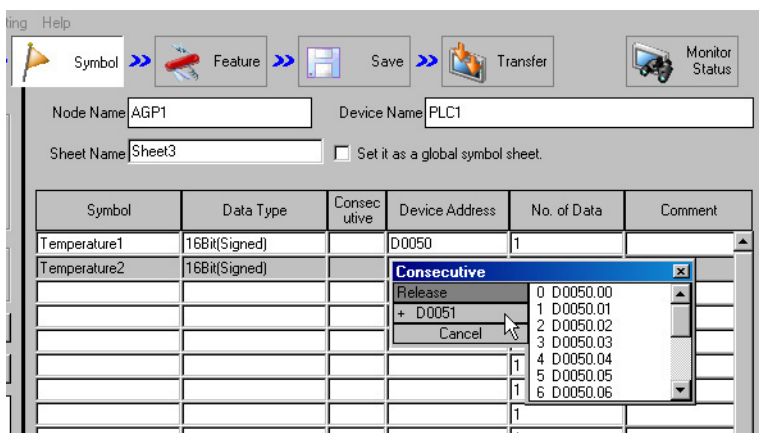 ting Help
Symbol Feature Save Transfer Monitor Status
Node Name AGP1 Device Name PLC1
Sheet Name Sheet3 Set it as a global symbol sheet.
Symbol Data Type Consecutive Device Address No. of Data Comment
Temperature1 16Bit(Signed) D0050 1
Temperature2 16Bit(Signed)
Consecutive
Release
+ D0051
Cancel
0 D0050.00
1 D0050.01
2 D0050.02
3 D0050.03
4 D0050.04
5 D0050.05
6 D0050.06
1
1
1